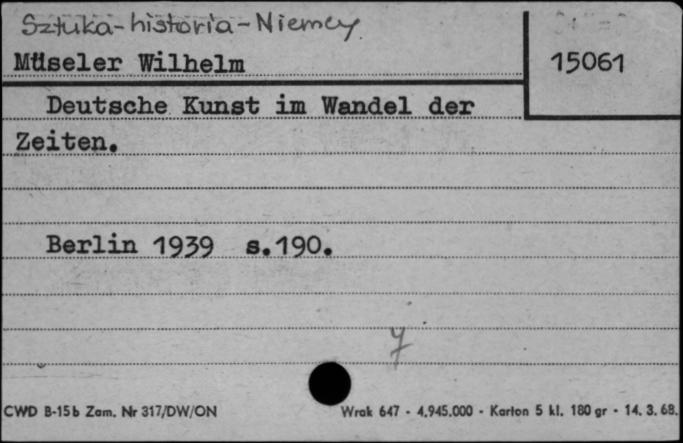 Sztuka-historia-Niemcy
Müseler Wilhelm
15061
Deutsche Kunst im Wandel der
Zeiten.
Berlin 1939 s.190.
y
CWD B-15b Zam. Nr 317/DW/ON
Wrak 647 - 4.945.000 - Karton 5 kl. 180 gr - 14. 3. 68.